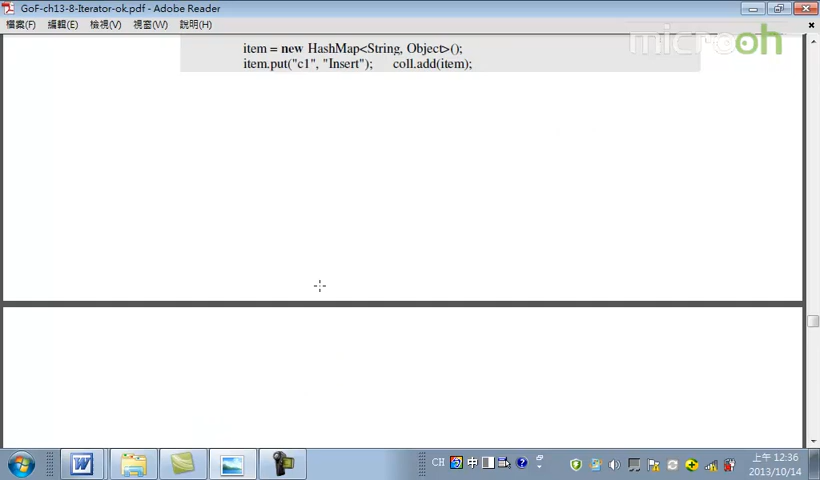 GoF-ch13-8-Iterator-ok.pdf - Adobe Reader
檔案(F) 編輯(E) 檢視(V) 視窗(W) 說明(H)
microoh
item = new HashMap<String, Object>();
item.put("c1", "Insert"); coll.add(item);
CH 中
上午 12:36
2013/10/14